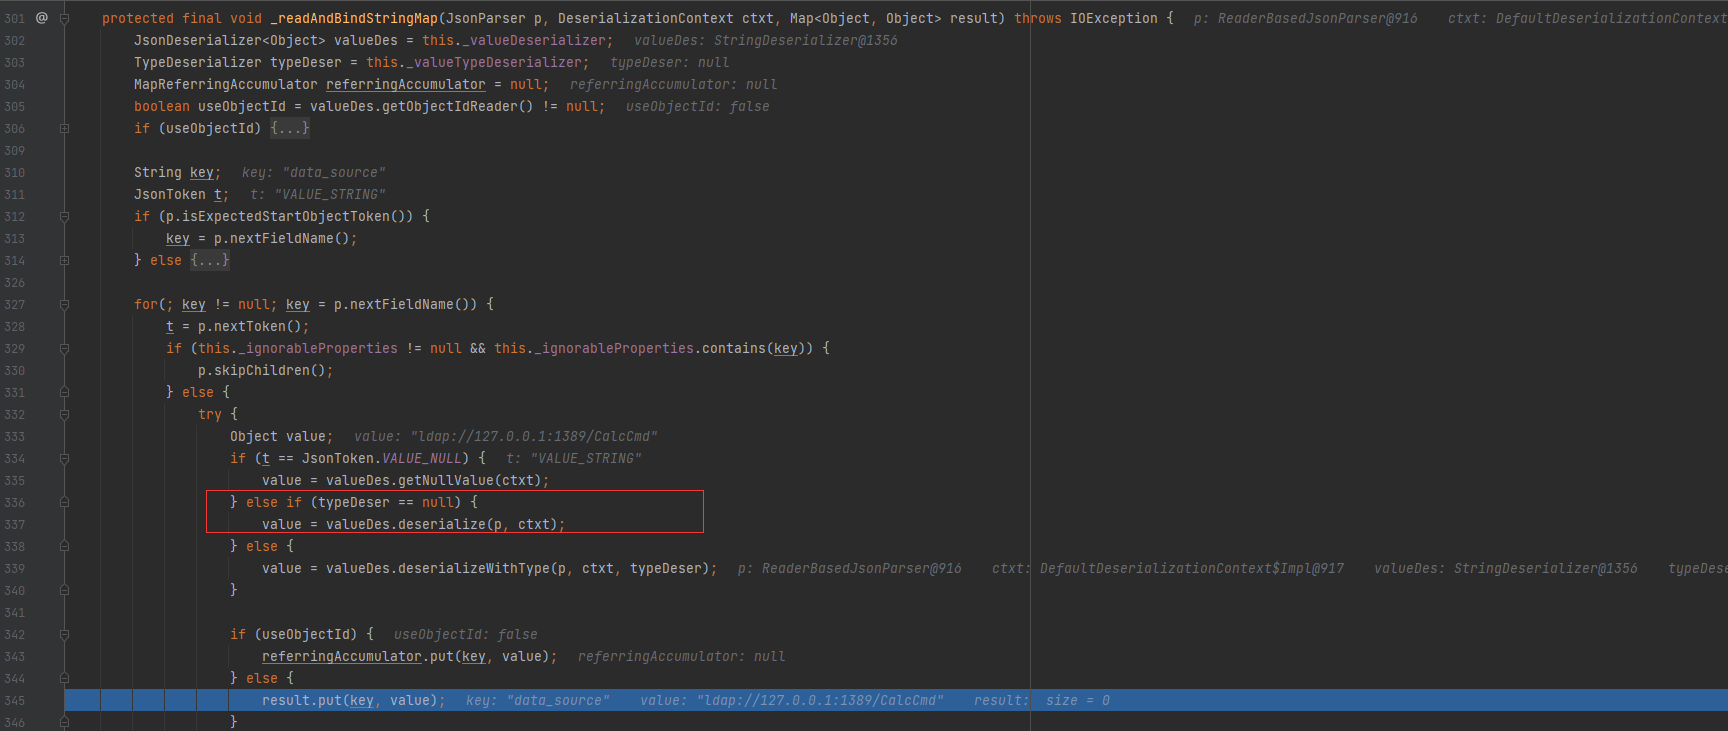 301 @ protected final void _readAndBindStringMap(JsonParser p, DeserializationContext ctxt, Map<Object, Object> result) throws IOException { p: ReaderBasedJsonParser@916 ctxt: DefaultDeserializationContext
302 JsonDeserializer<Object> valueDes = this._valueDeserializer; valueDes: StringDeserializer@1356
303 TypeDeserializer typeDeser = this._valueTypeDeserializer; typeDeser: null
304 MapReferringAccumulator referringAccumulator = null; referringAccumulator: null
305 boolean useObjectId = valueDes.getObjectIdReader() != null; useObjectId: false
306 if (useObjectId) {...}
309
310 String key; key: "data_source"
311 JsonToken t; t: "VALUE_STRING"
312 if (p.isExpectedStartObjectToken()) {
313 key = p.nextFieldName();
314 } else {...}
326
327 for(; key != null; key = p.nextFieldName()) {
328 t = p.nextToken();
329 if (this._ignorableProperties != null && this._ignorableProperties.contains(key)) {
330 p.skipChildren();
331 } else {
332 try {
333 Object value; value: "ldap://127.0.0.1:1389/CalcCmd"
334 if (t == JsonToken.VALUE_NULL) { t: "VALUE_STRING"
335 value = valueDes.getNullValue(ctxt);
336 } else if (typeDeser == null) {
337 value = valueDes.deserialize(p, ctxt);
338 } else {
339 value = valueDes.deserializeWithType(p, ctxt, typeDeser); p: ReaderBasedJsonParser@916 ctxt: DefaultDeserializationContext$Impl@917 valueDes: StringDeserializer@1356 typeDese
340 }
341
342 if (useObjectId) { useObjectId: false
343 referringAccumulator.put(key, value); referringAccumulator: null
344 } else {
345 result.put(key, value); key: "data_source" value: "ldap://127.0.0.1:1389/CalcCmd" result: size = 0
346 }